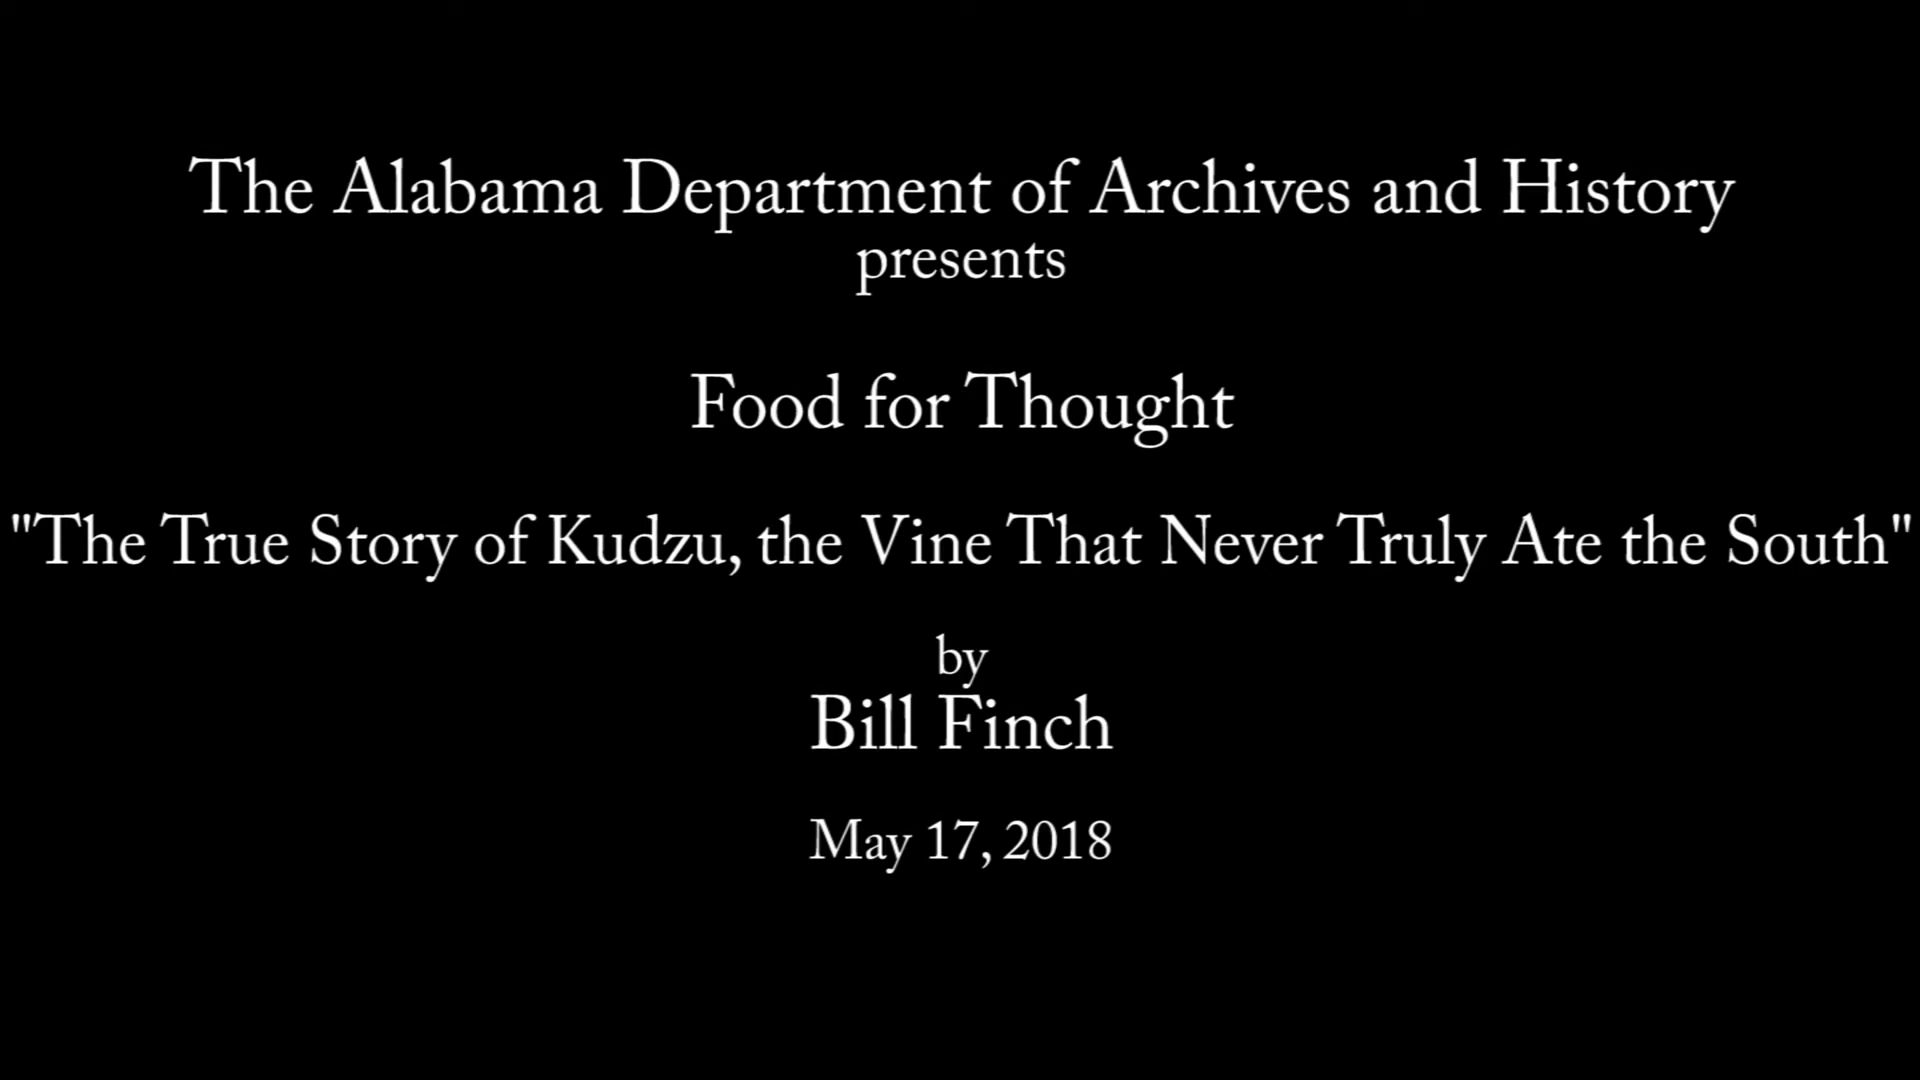 The Alabama Department of Archives and History
presents
Food for Thought
"The True Story of Kudzu, the Vine That Never Truly Ate the South"
by
Bill Finch
May 17, 2018